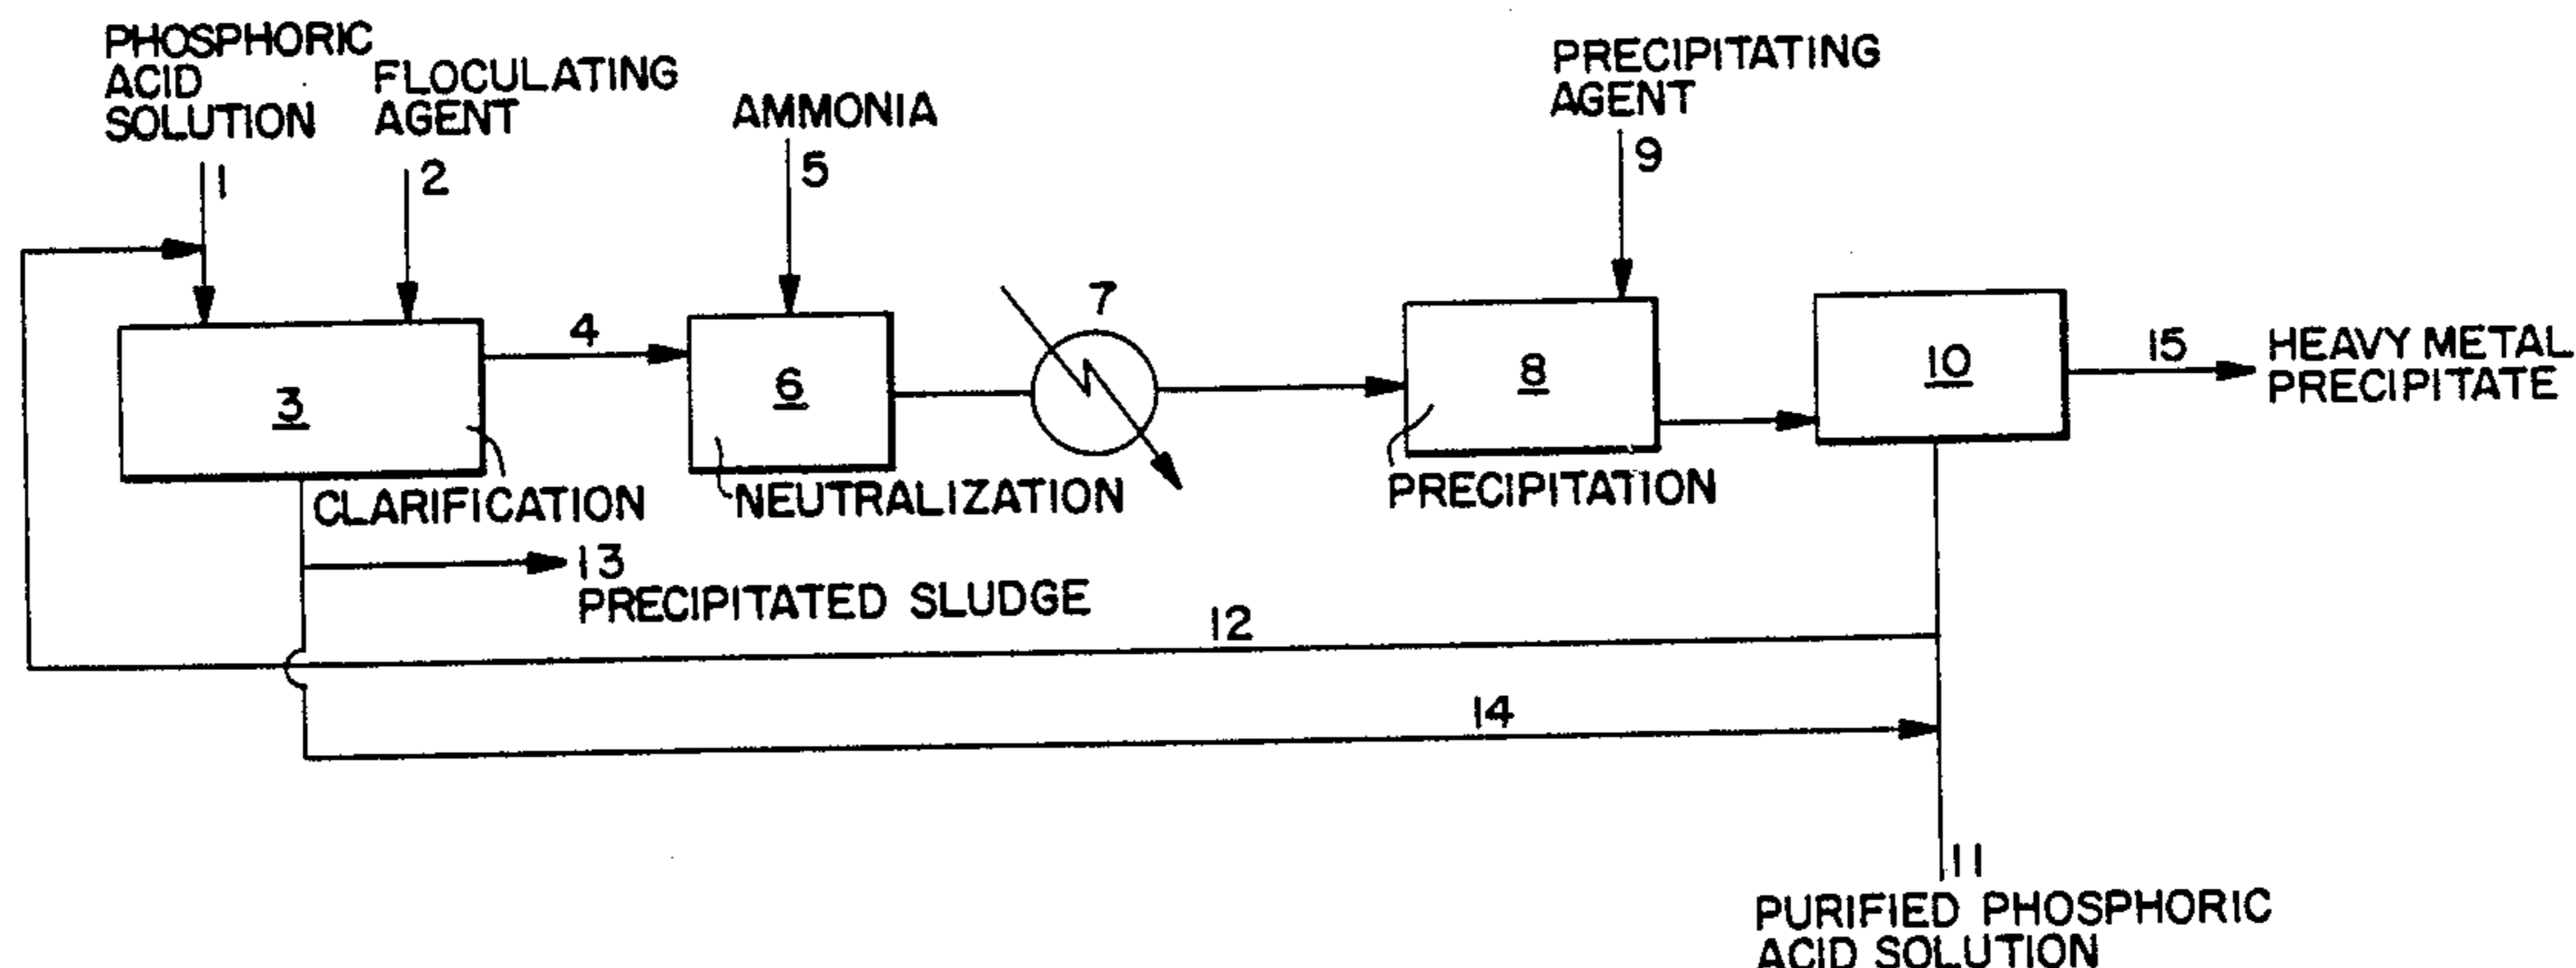 PHOSPHORIC
ACID
SOLUTION
1
FLOCULATING
AGENT
2
AMMONIA
5
PRECIPITATING
AGENT
9
3
CLARIFICATION
4
6
NEUTRALIZATION
7
8
PRECIPITATION
10
15
HEAVY METAL
PRECIPITATE
13
PRECIPITATED SLUDGE
12
14
11
PURIFIED PHOSPHORIC
ACID SOLUTION